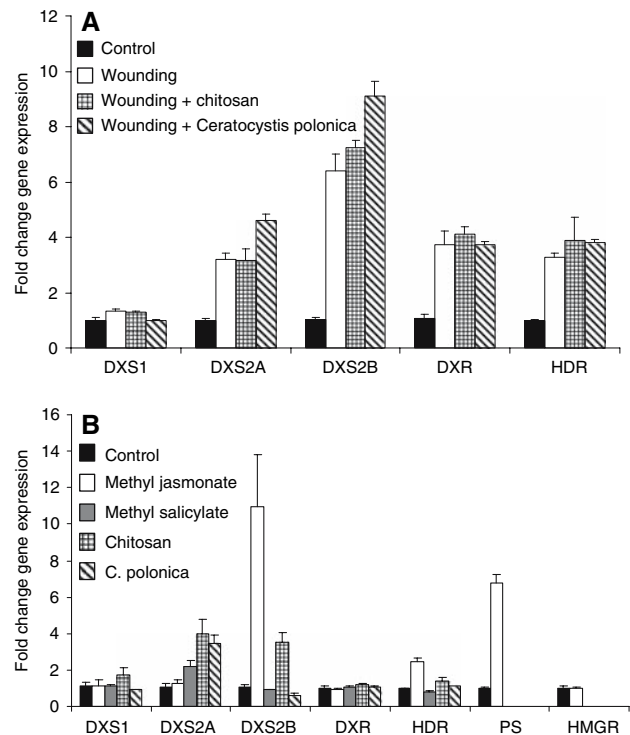 A
Control
Wounding
Wounding + chitosan
Wounding + Ceratocystis polonica
Fold change gene expression
12
10
8
6
4
2
0
DXS1 DXS2A DXS2B DXR HDR
B
Control
Methyl jasmonate
Methyl salicylate
Chitosan
C. polonica
Fold change gene expression
16
14
12
10
8
6
4
2
0
DXS1 DXS2A DXS2B DXR HDR PS HMGR